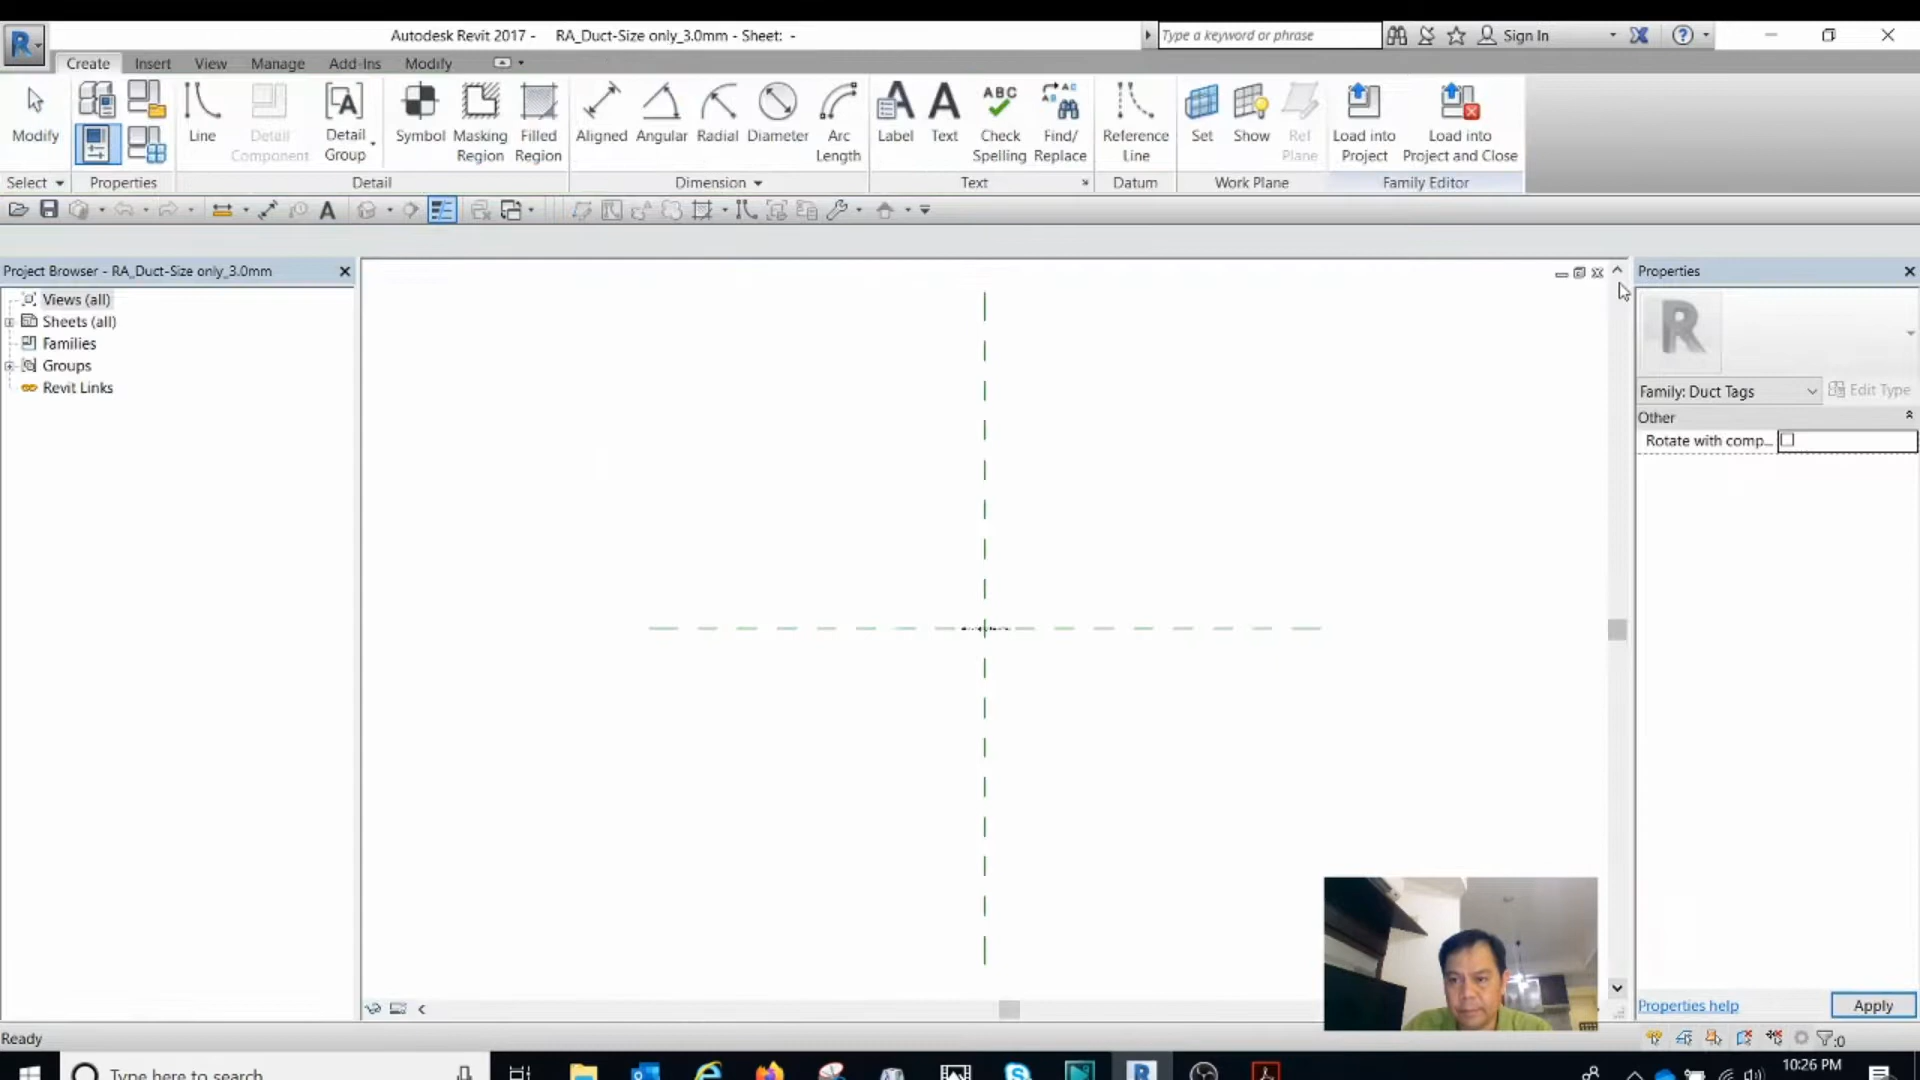 Autodesk Revit 2017 - RA_Duct-Size only_3.0mm - Sheet: -
Type a keyword or phrase
Sign In
Create Insert View Manage Add-Ins Modify
Modify
Line
Detail Component
Detail Group
Symbol
Masking Region
Filled Region
Aligned
Angular
Radial
Diameter
Arc Length
Label
Text
ABC
Check Spelling
Find/ Replace
Reference Line
Set
Show
Ref Plane
Load into Project
Load into Project and Close
Select Properties Detail Dimension Text Datum Work Plane Family Editor
Project Browser - RA_Duct-Size only_3.0mm
Views (all)
Sheets (all)
Families
Groups
Revit Links
Properties
Family: Duct Tags
Edit Type
Other
Rotate with comp...
Properties help
Apply
Ready
:0
Type here to search
10:26 PM